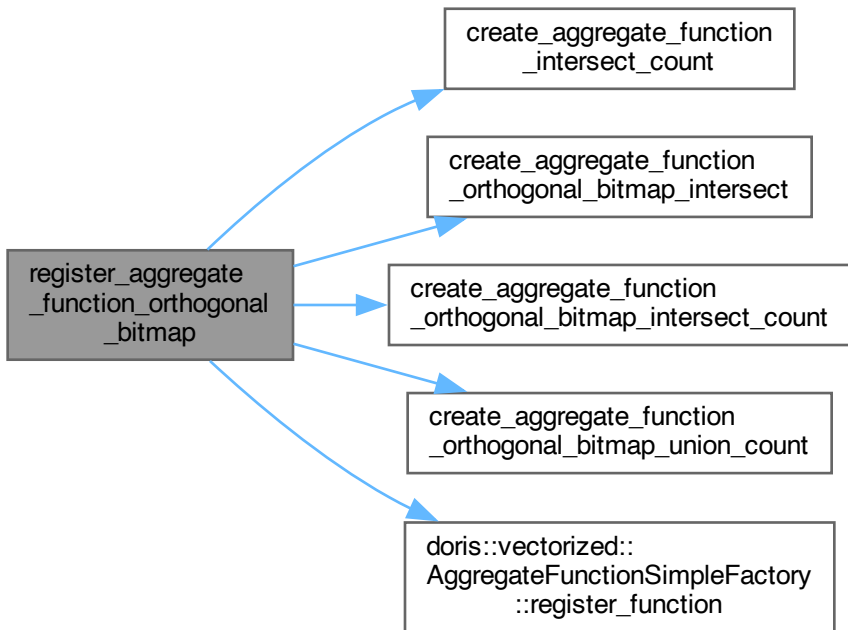 create_aggregate_function
_intersect_count
create_aggregate_function
_orthogonal_bitmap_intersect
register_aggregate
_function_orthogonal
_bitmap
create_aggregate_function
_orthogonal_bitmap_intersect_count
create_aggregate_function
_orthogonal_bitmap_union_count
doris::vectorized::
AggregateFunctionSimpleFactory
::register_function